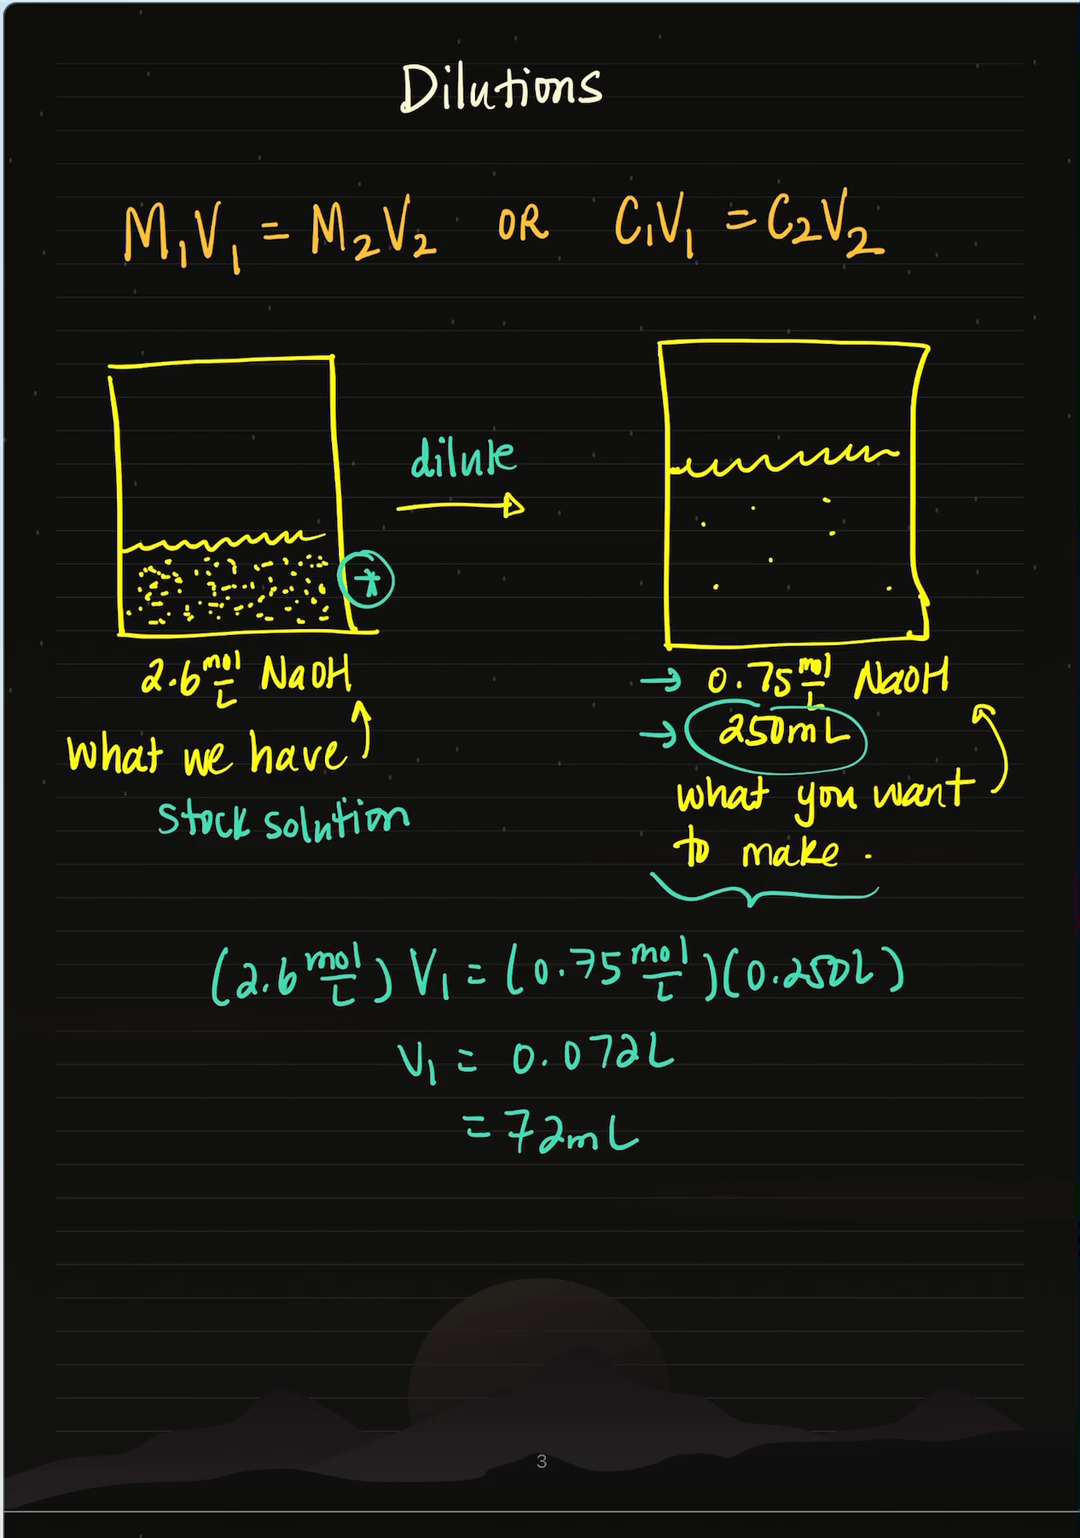 Dilutions
M₁V₁ = M₂V₂ OR C₁V₁ = C₂V₂
dilute
2.6 mol/L NaOH
what we have
stock solution
→ 0.75 mol/L NaOH
→ 250mL
what you want
to make.
(2.6 mol/L) V₁ = (0.75 mol/L)(0.250L)
V₁ = 0.072L
= 72mL
3